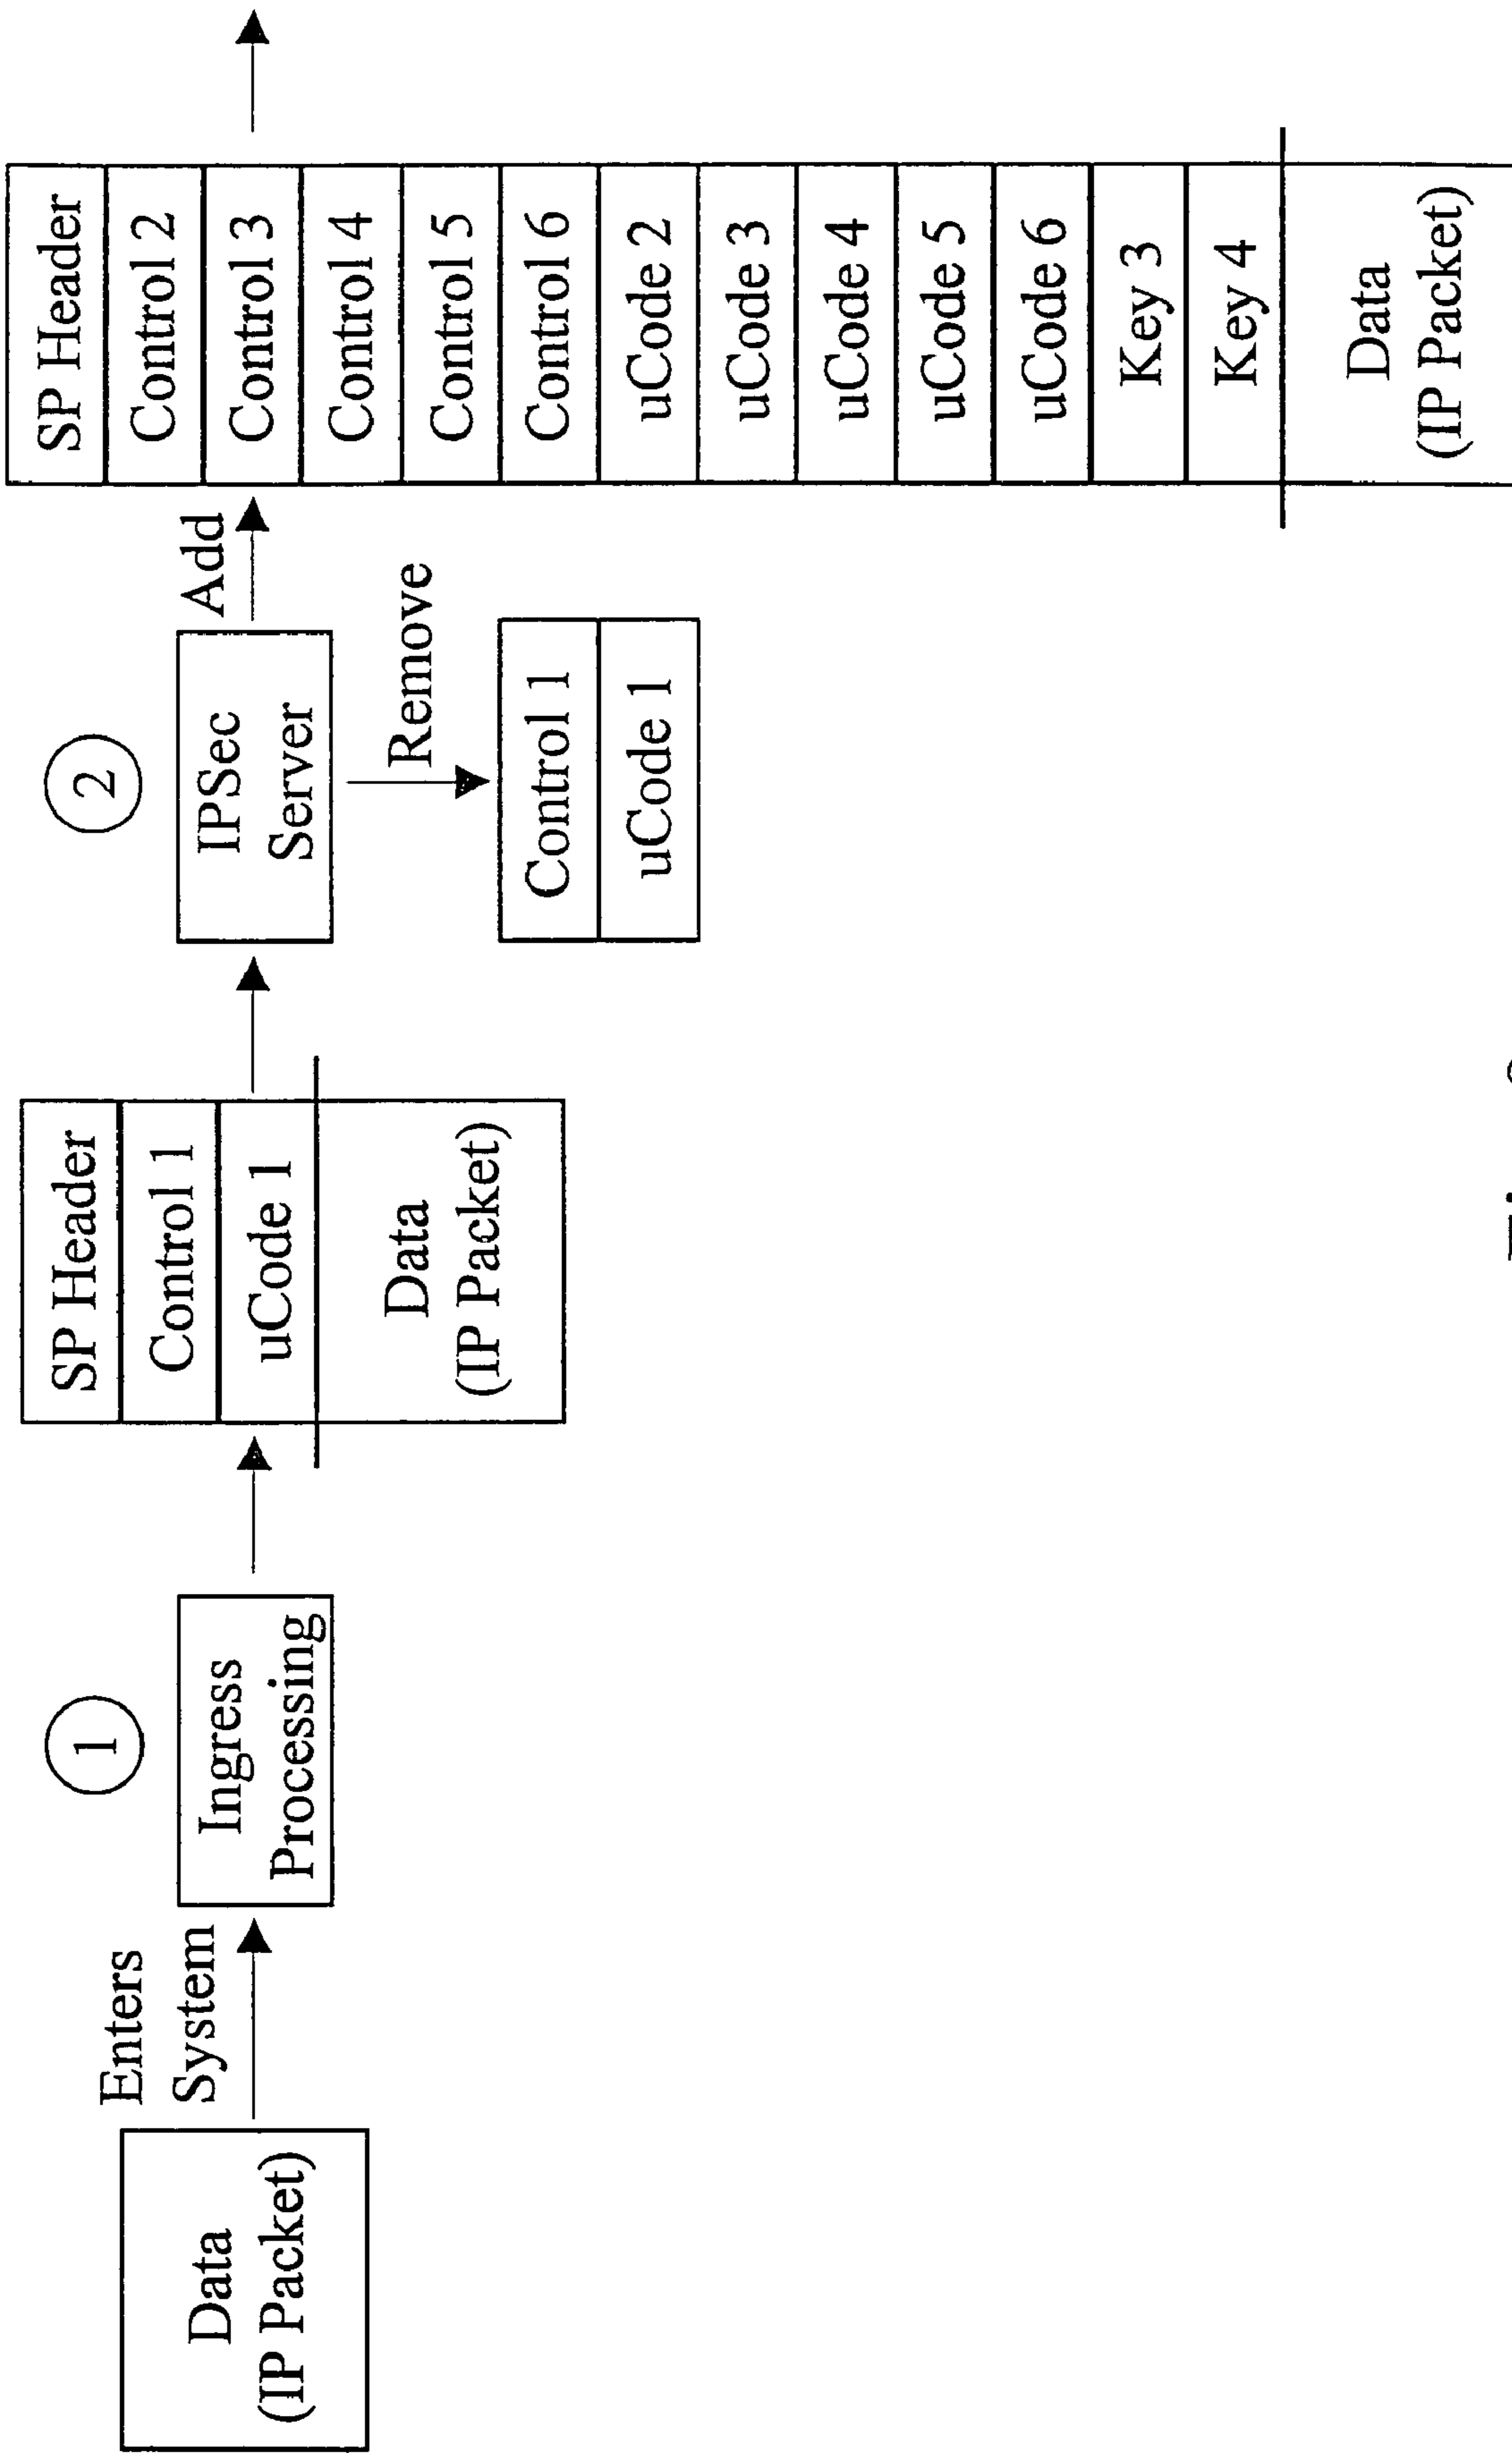 Data
(IP Packet)
Enters
System
1
Ingress
Processing
SP Header
Control 1
uCode 1
Data
(IP Packet)
2
IPSec
Server
Add
Remove
Control 1
uCode 1
SP Header
Control 2
Control 3
Control 4
Control 5
Control 6
uCode 2
uCode 3
uCode 4
uCode 5
uCode 6
Key 3
Key 4
Data
(IP Packet)